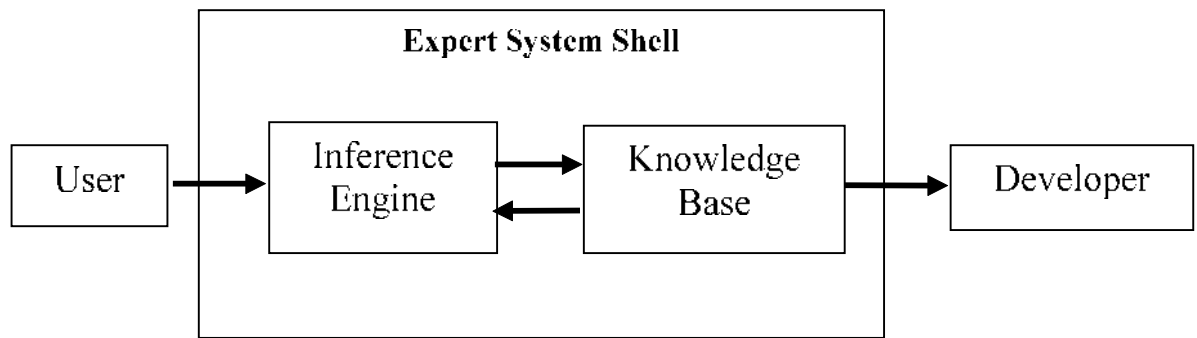 Expert System Shell
User
Inference
Engine
Knowledge
Base
Developer